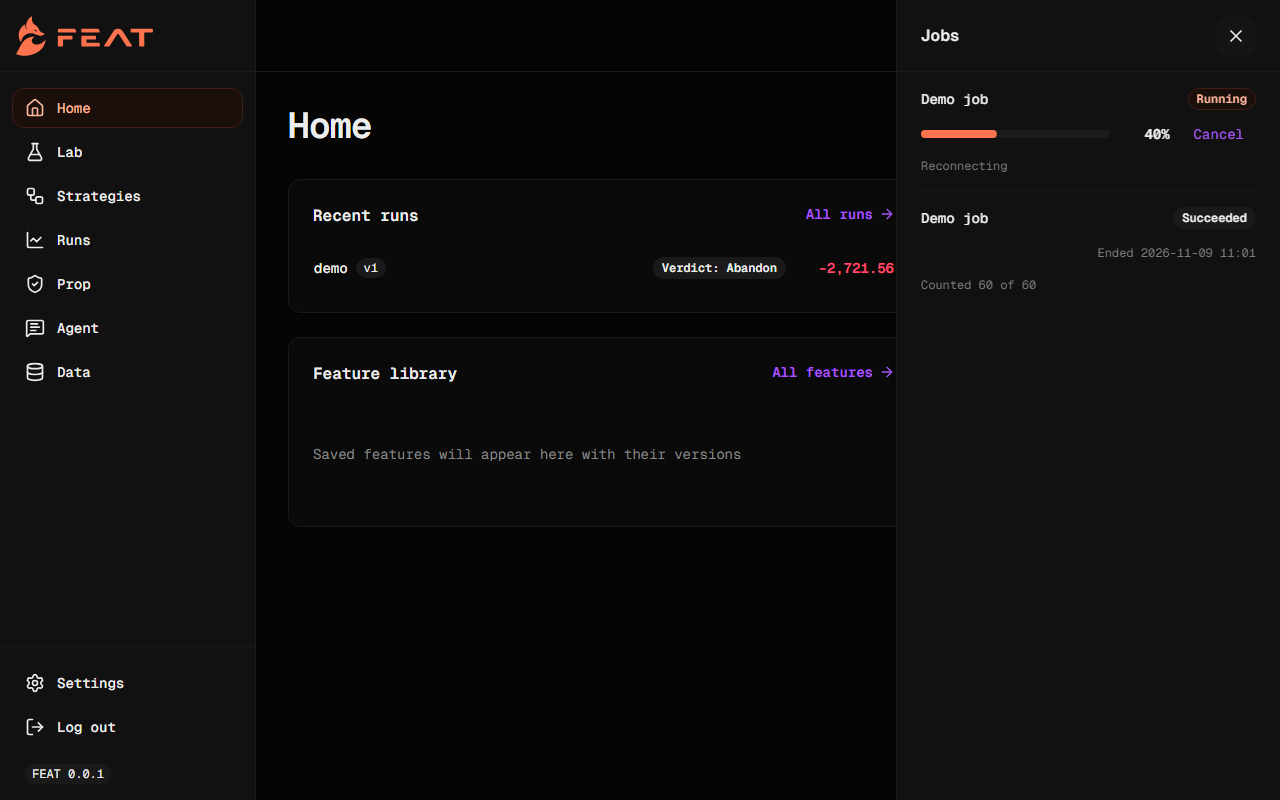 FEAT
Home
Lab
Strategies
Runs
Prop
Agent
Data
Settings
Log out
FEAT 0.0.1
Home
Recent runs
All runs →
demo v1 Verdict: Abandon -2,721.56
Feature library
All features →
Saved features will appear here with their versions
Jobs
Demo job Running
40% Cancel
Reconnecting
Demo job Succeeded
Ended 2026-11-09 11:01
Counted 60 of 60